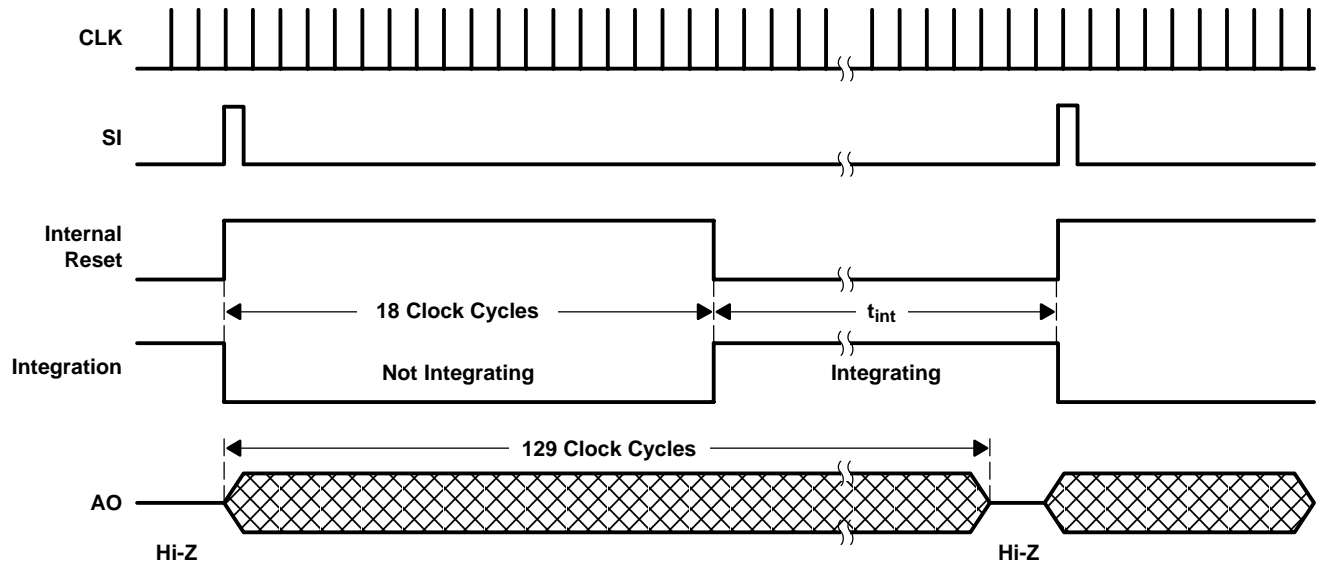 CLK
SI
Internal
Reset
18 Clock Cycles
tint
Integration
Not Integrating
Integrating
129 Clock Cycles
AO
Hi-Z
Hi-Z